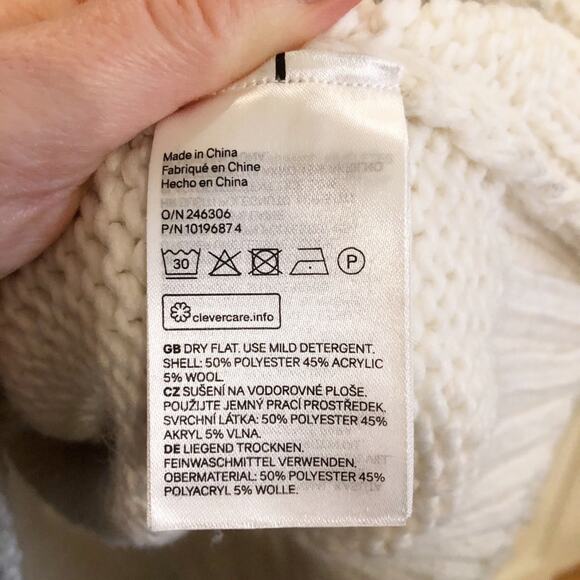 Made in China
Fabriqué en Chine
Hecho en China
O/N 246306
P/N 10196874
30 P
clevercare.info
GB DRY FLAT. USE MILD DETERGENT.
SHELL: 50% POLYESTER 45% ACRYLIC
5% WOOL.
CZ SUŠENÍ NA VODOROVNÉ PLOŠE.
POUŽIJTE JEMNÝ PRACÍ PROSTŘEDEK.
SVRCHNÍ LÁTKA: 50% POLYESTER 45%
AKRYL 5% VLNA.
DE LIEGEND TROCKNEN.
FEINWASCHMITTEL VERWENDEN.
OBERMATERIAL: 50% POLYESTER 45%
POLYACRYL 5% WOLLE.